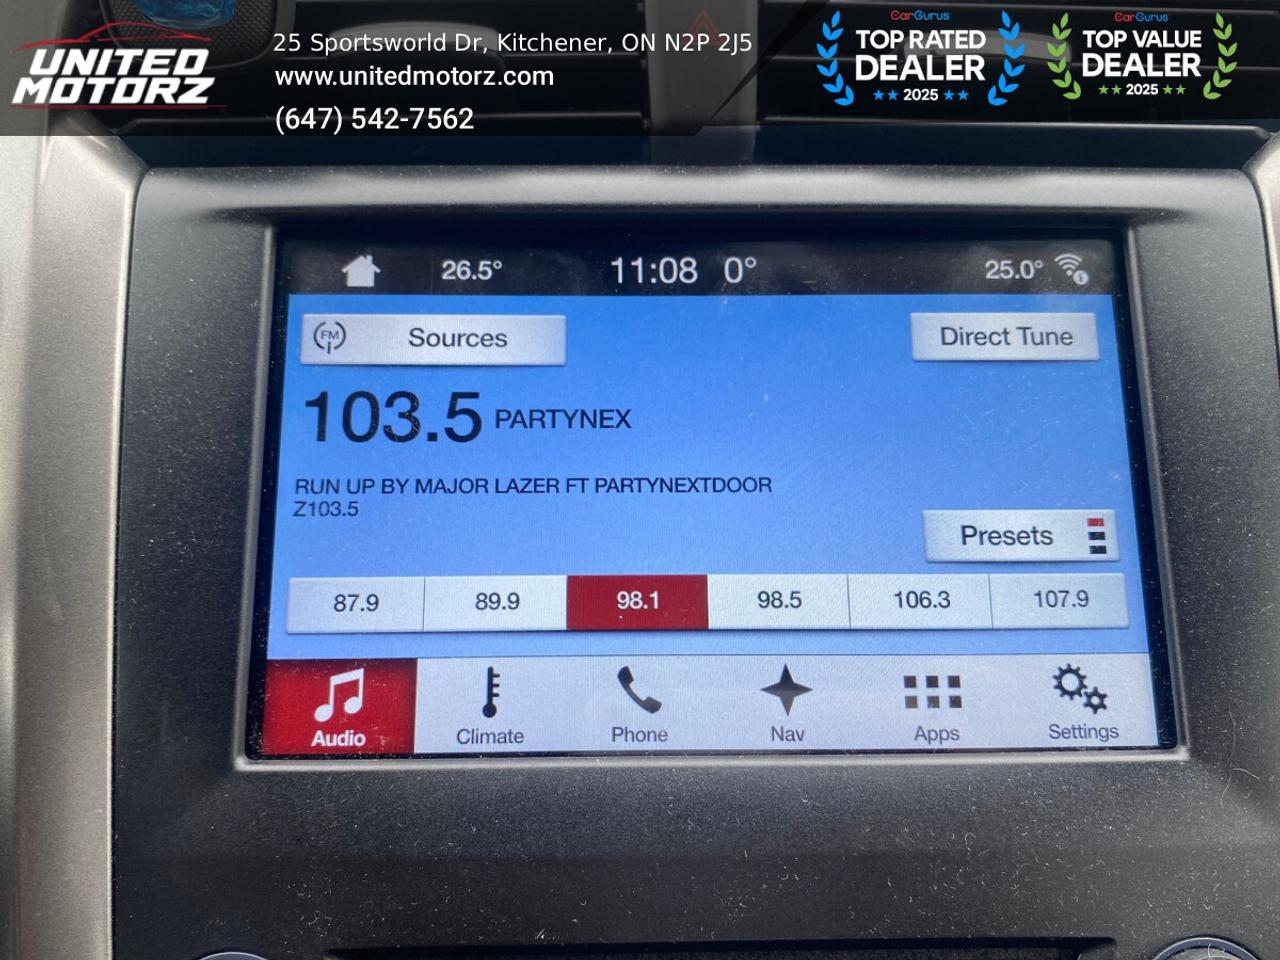 UNITED
MOTORZ
25 Sportsworld Dr, Kitchener, ON N2P 2J5
www.unitedmotorz.com
(647) 542-7562
CarGurus
TOP RATED
DEALER
2025
CarGurus
TOP VALUE
DEALER
2025
26.5° 11:08 0° 25.0°
FM Sources Direct Tune
103.5 PARTYNEX
RUN UP BY MAJOR LAZER FT PARTYNEXTDOOR
Z103.5
Presets
87.9 89.9 98.1 98.5 106.3 107.9
Audio Climate Phone Nav Apps Settings